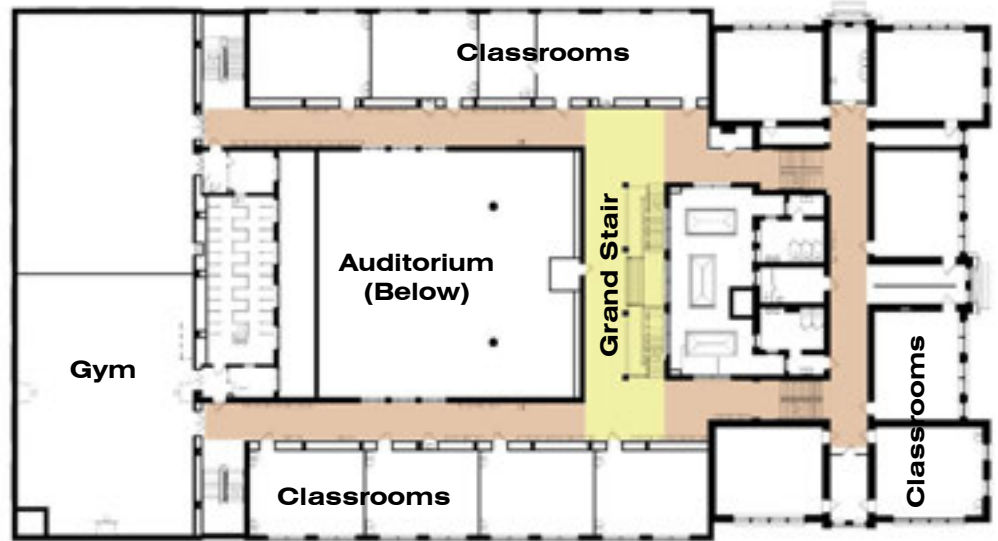 Classrooms
Grand Stair
Auditorium
(Below)
Gym
Classrooms
Classrooms